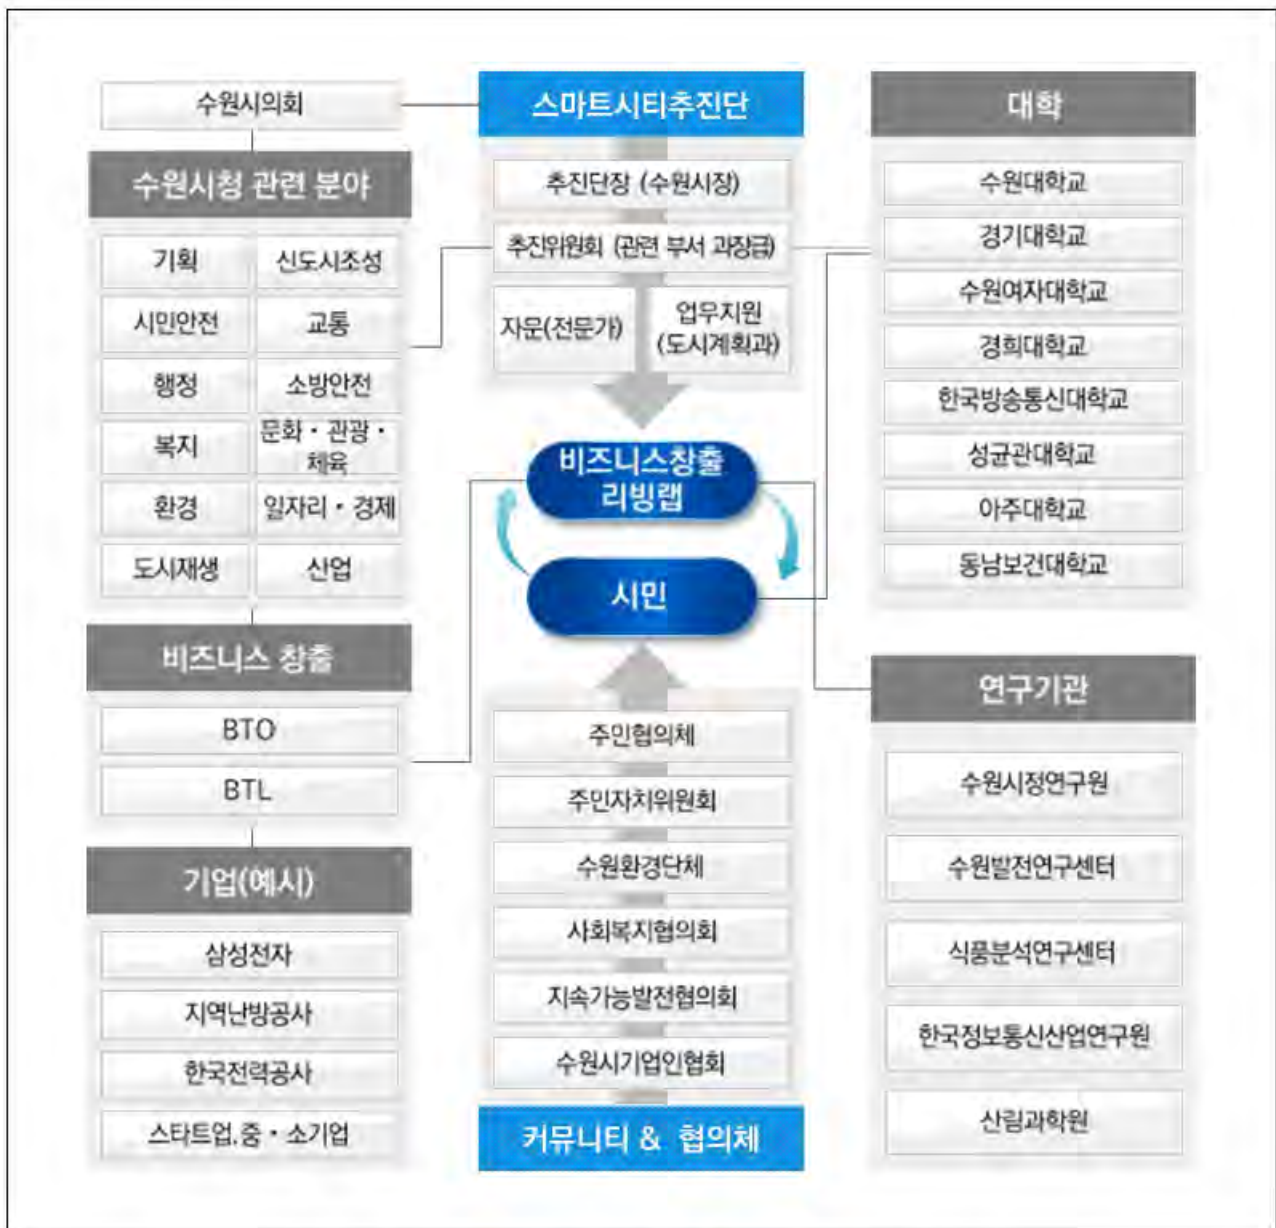 수원시의회
수원시청 관련 분야
기획
신도시조성
시민안전
교통
행정
소방안전
복지
문화・관광・
체육
환경
일자리・경제
도시재생
산업
비즈니스 창출
BTO
BTL
기업(예시)
삼성전자
지역난방공사
한국전력공사
스타트업,중・소기업
스마트시티추진단
추진단장 (수원시장)
추진위원회 (관련 부서 과장급)
자문(전문가)
업무지원
(도시계획과)
비즈니스창출
리빙랩
시민
주민협의체
주민자치위원회
수원환경단체
사회복지협의회
지속가능발전협의회
수원시기업인협회
커뮤니티 & 협의체
대학
수원대학교
경기대학교
수원여자대학교
경희대학교
한국방송통신대학교
성균관대학교
아주대학교
동남보건대학교
연구기관
수원시정연구원
수원발전연구센터
식품분석연구센터
한국정보통신산업연구원
산림과학원